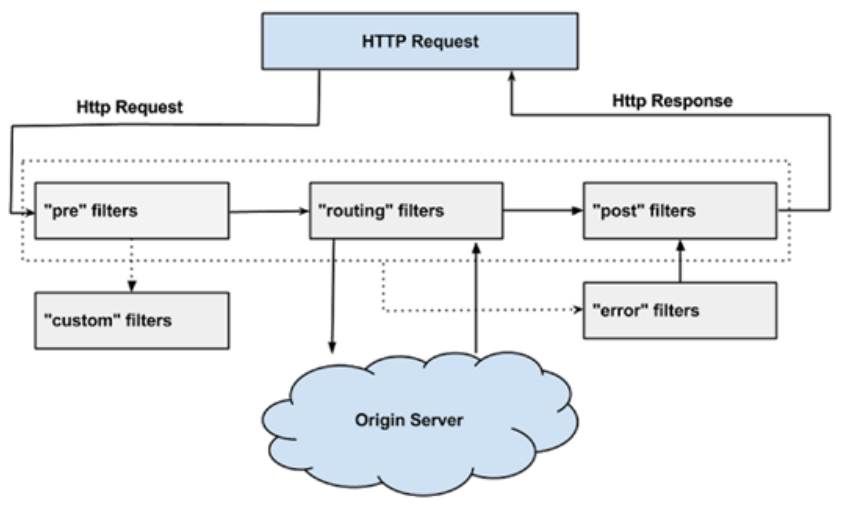 HTTP Request
Http Request
Http Response
"pre" filters
"routing" filters
"post" filters
"custom" filters
"error" filters
Origin Server